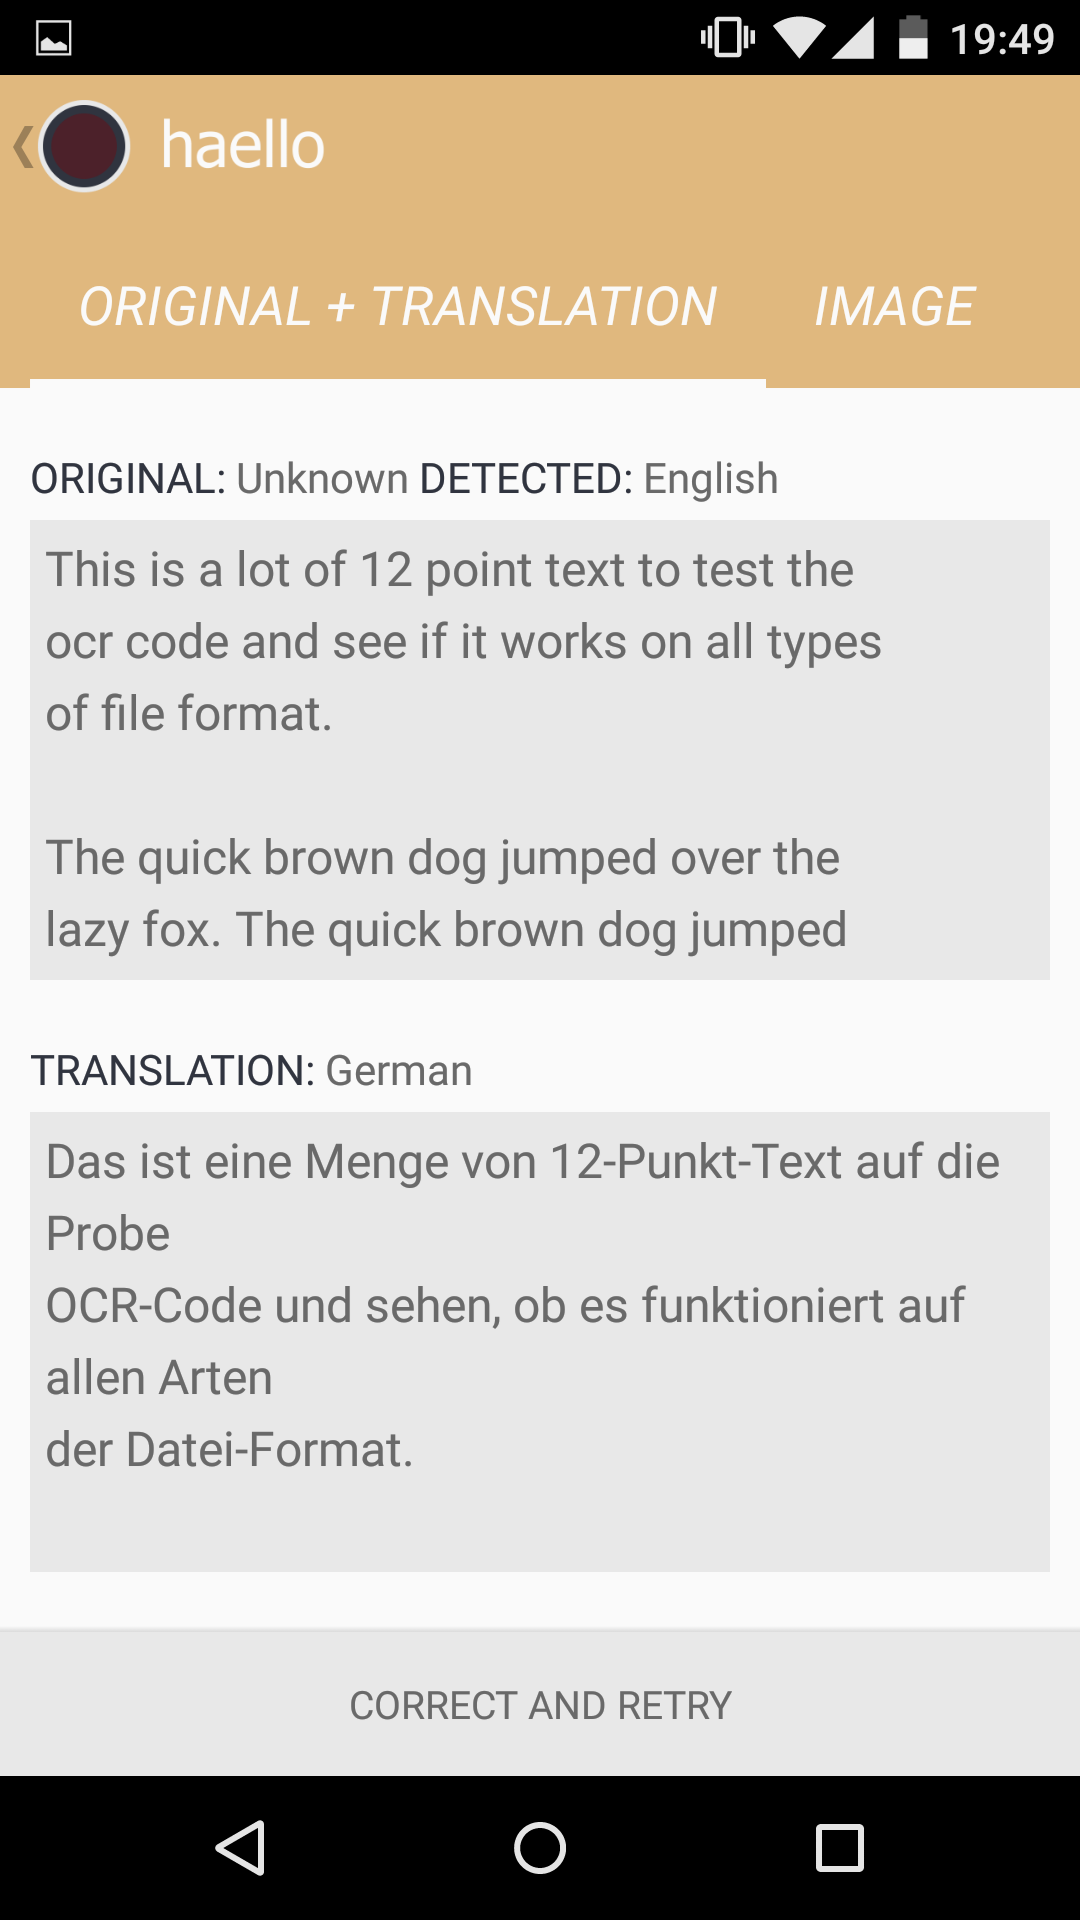 19:49
haello
ORIGINAL + TRANSLATION IMAGE
ORIGINAL: Unknown DETECTED: English
This is a lot of 12 point text to test the
ocr code and see if it works on all types
of file format.
The quick brown dog jumped over the
lazy fox. The quick brown dog jumped
TRANSLATION: German
Das ist eine Menge von 12-Punkt-Text auf die
Probe
OCR-Code und sehen, ob es funktioniert auf
allen Arten
der Datei-Format.
CORRECT AND RETRY